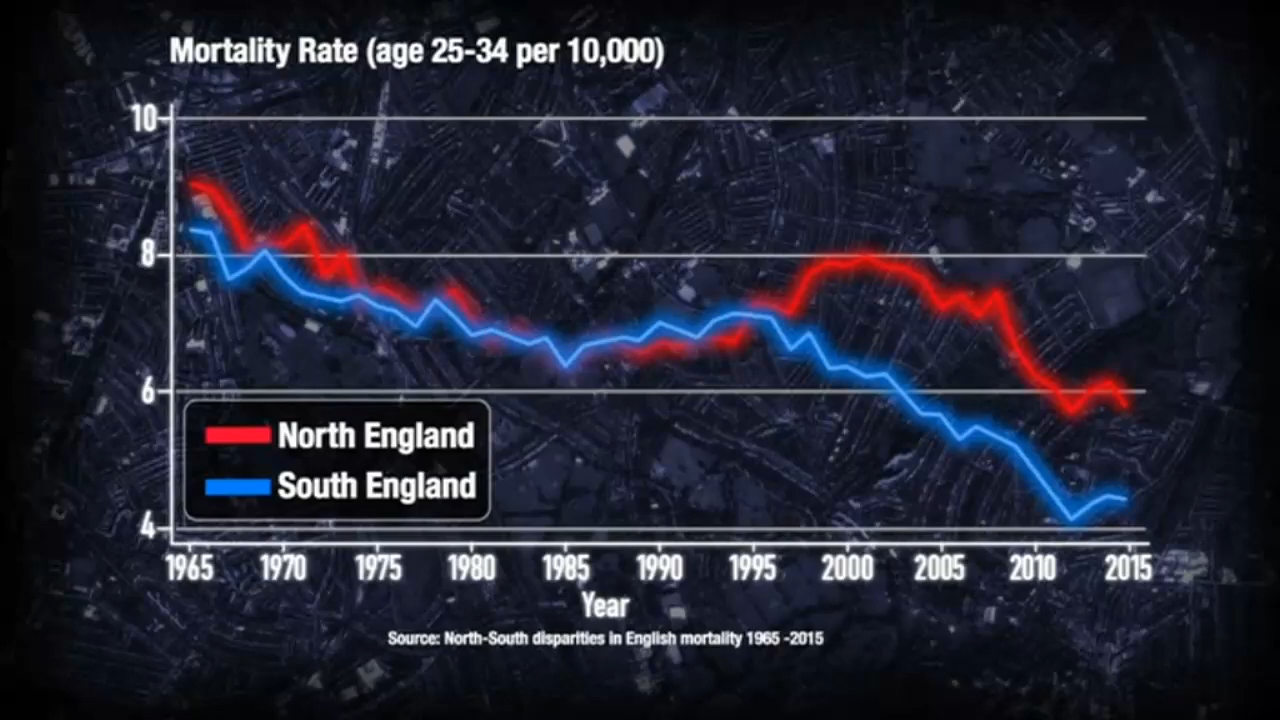 Mortality Rate (age 25-34 per 10,000)
10
8
6
4
North England
South England
1965 1970 1975 1980 1985 1990 1995 2000 2005 2010 2015
Year
Source: North-South disparities in English mortality 1965 -2015